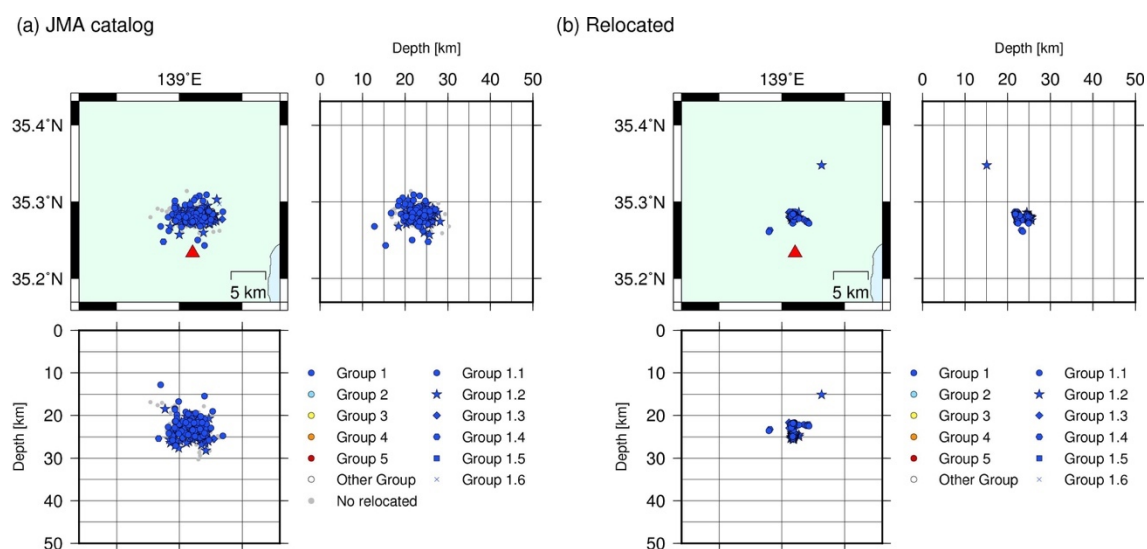 (a) JMA catalog
(b) Relocated
Depth [km]
139˚E
0 10 20 30 40 50
35.4˚N
35.3˚N
35.2˚N
5 km
0
10
20
30
40
50
Depth [km]
Group 1
Group 2
Group 3
Group 4
Group 5
Other Group
No relocated
Group 1.1
Group 1.2
Group 1.3
Group 1.4
Group 1.5
Group 1.6
Depth [km]
139˚E
0 10 20 30 40 50
35.4˚N
35.3˚N
35.2˚N
5 km
0
10
20
30
40
50
Depth [km]
Group 1
Group 2
Group 3
Group 4
Group 5
Other Group
Group 1.1
Group 1.2
Group 1.3
Group 1.4
Group 1.5
Group 1.6